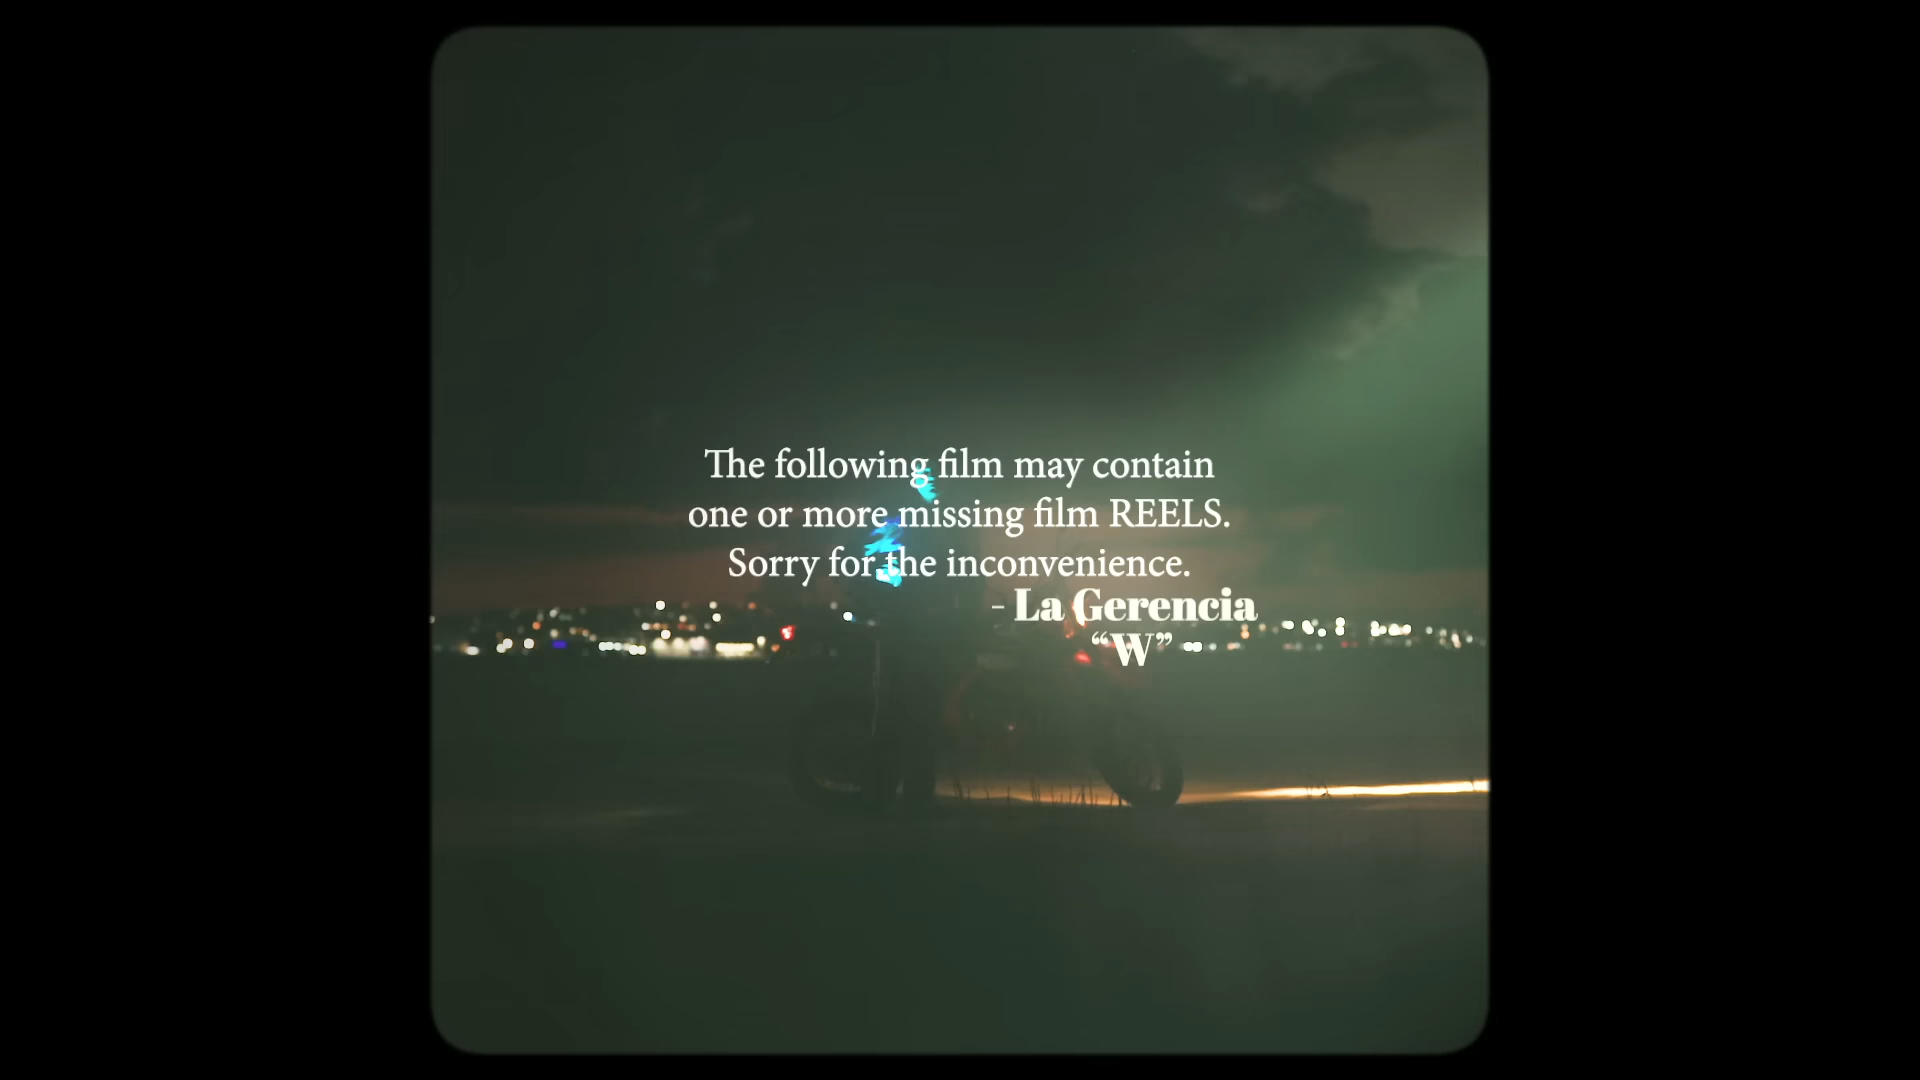 The following film may contain
one or more missing film REELS.
Sorry for the inconvenience.
- La Gerencia
“W”